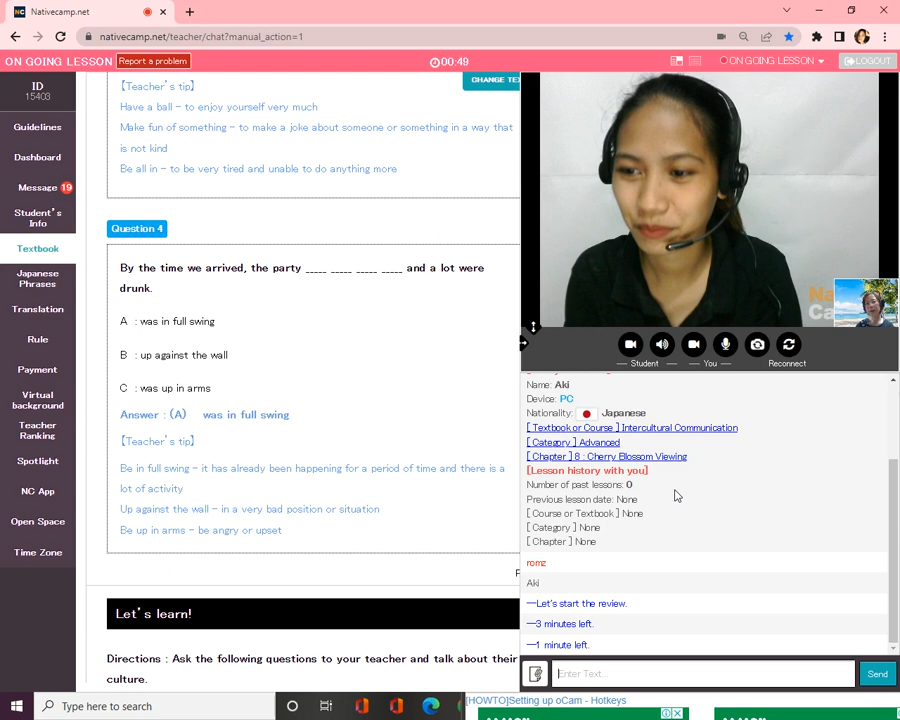 Nativecamp.net
nativecamp.net/teacher/chat?manual_action=1
ON GOING LESSON
Report a problem
00:49
ON GOING LESSON
LOGOUT
ID
15403
Guidelines
Dashboard
Message 19
Student's
Info
Textbook
Japanese
Phrases
Translation
Rule
Payment
Virtual
background
Teacher
Ranking
Spotlight
NC App
Open Space
Time Zone
【Teacher's tip】
CHANGE TE
Have a ball – to enjoy yourself very much
Make fun of something – to make a joke about someone or something in a way that
is not kind
Be all in – to be very tired and unable to do anything more
Question 4
By the time we arrived, the party ____ ____ ____ ____ and a lot were
drunk.
A : was in full swing
B : up against the wall
C : was up in arms
Answer : (A) was in full swing
【Teacher's tip】
Be in full swing – it has already been happening for a period of time and there is a
lot of activity
Up against the wall – in a very bad position or situation
Be up in arms – be angry or upset
Let's learn!
Directions : Ask the following questions to your teacher and talk about their
culture.
Student
You
Reconnect
Name: Aki
Device: PC
Nationality: Japanese
[ Textbook or Course ] Intercultural Communication
[ Category ] Advanced
[ Chapter ] 8 : Cherry Blossom Viewing
[Lesson history with you]
Number of past lessons: 0
Previous lesson date: None
[ Course or Textbook ] None
[ Category ] None
[ Chapter ] None
romz
Aki
—Let's start the review.
—3 minutes left.
—1 minute left.
Enter Text...
Send
Type here to search
[HOWTO]Setting up oCam - Hotkeys